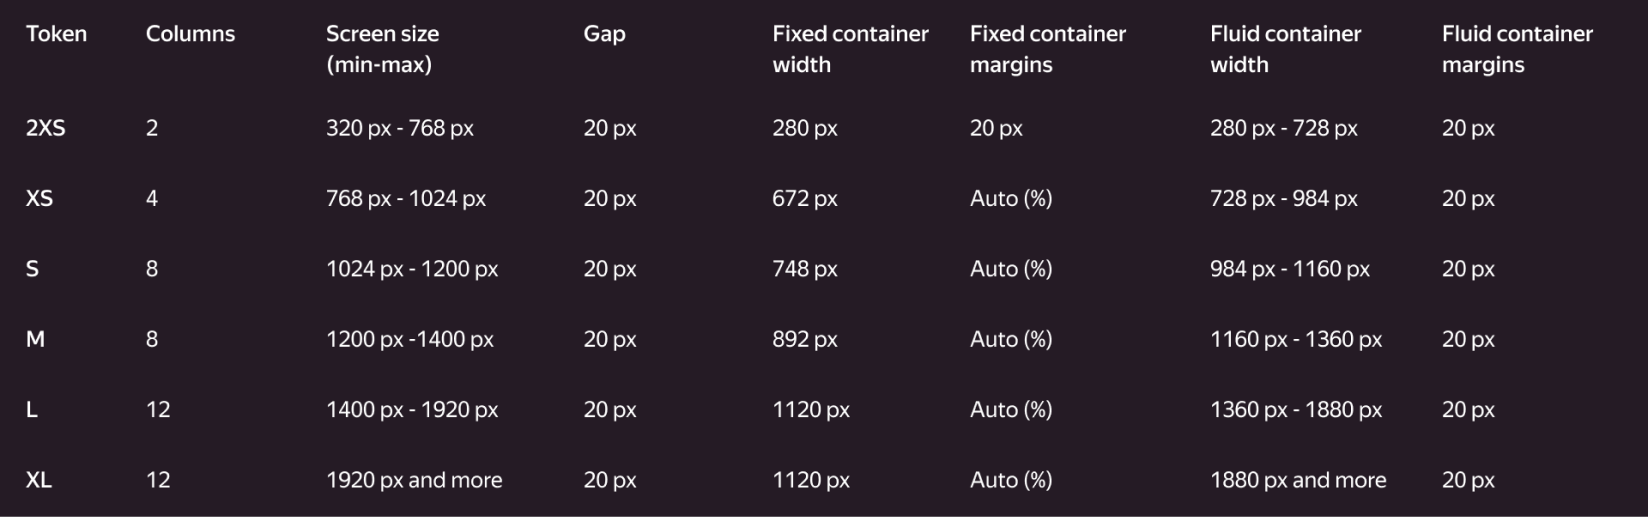 Token Columns Screen size (min-max) Gap Fixed container width Fixed container margins Fluid container width Fluid container margins
2XS 2 320 px - 768 px 20 px 280 px 20 px 280 px - 728 px 20 px
XS 4 768 px - 1024 px 20 px 672 px Auto (%) 728 px - 984 px 20 px
S 8 1024 px - 1200 px 20 px 748 px Auto (%) 984 px - 1160 px 20 px
M 8 1200 px -1400 px 20 px 892 px Auto (%) 1160 px - 1360 px 20 px
L 12 1400 px - 1920 px 20 px 1120 px Auto (%) 1360 px - 1880 px 20 px
XL 12 1920 px and more 20 px 1120 px Auto (%) 1880 px and more 20 px